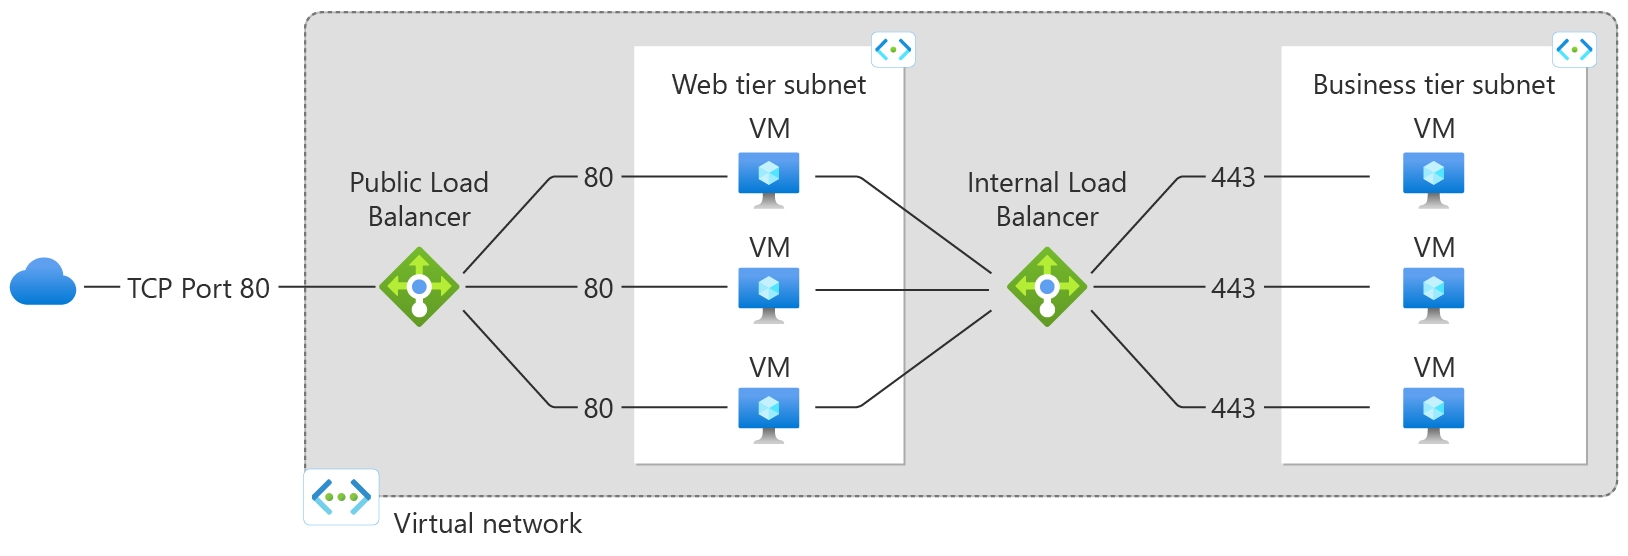 TCP Port 80
Public Load
Balancer
80
80
80
Web tier subnet
VM
VM
VM
Internal Load
Balancer
443
443
443
Business tier subnet
VM
VM
VM
Virtual network